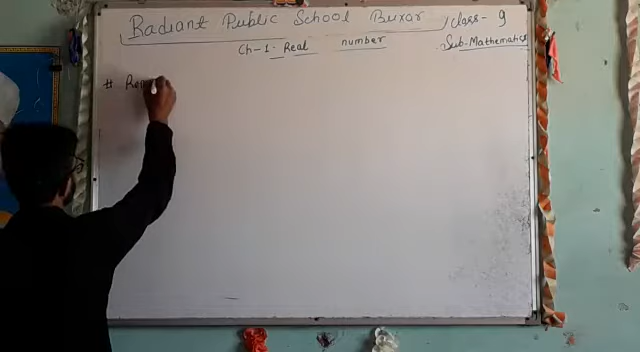 Radiant Public School Buxar / class - 9
Ch-1. Real number
Sub. Mathematics
#